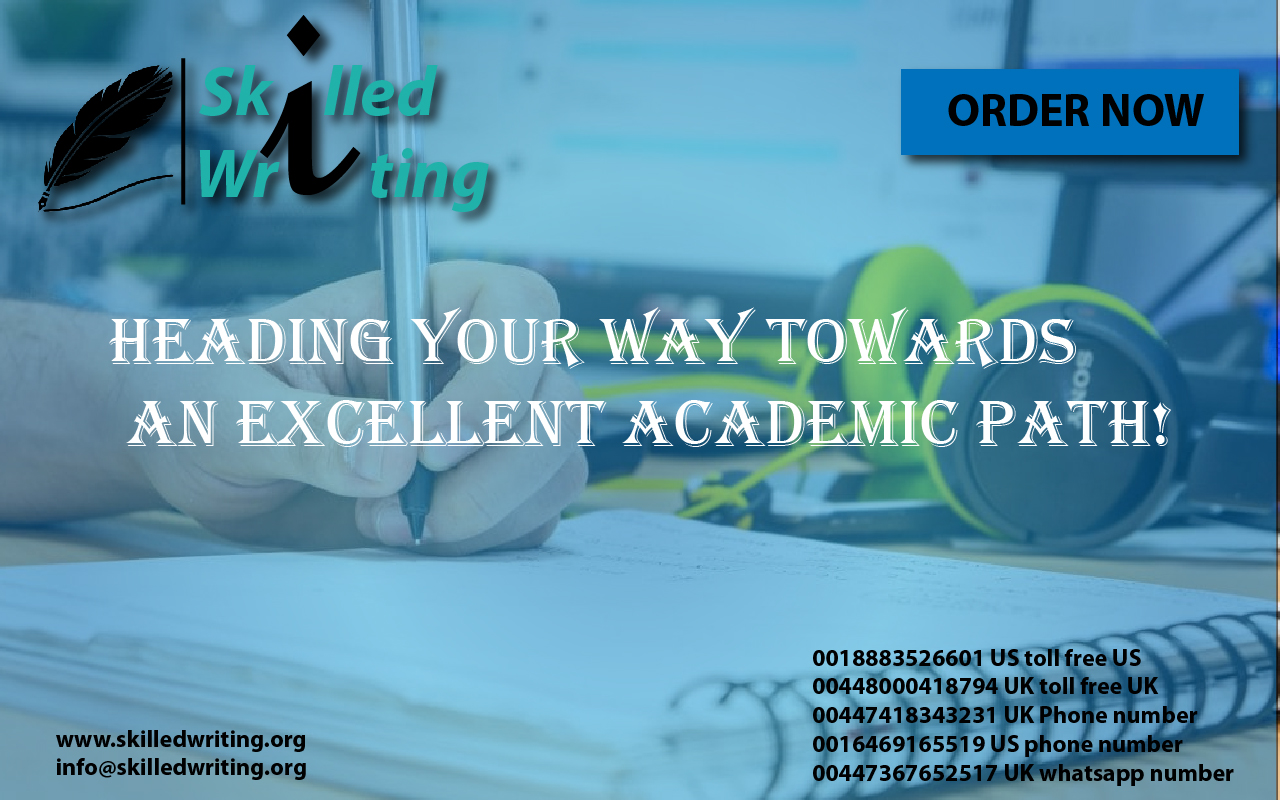 Skilled
Writing
ORDER NOW
HEADING YOUR WAY TOWARDS
AN EXCELLENT ACADEMIC PATH!
SONY
0018883526601 US toll free US
00448000418794 UK toll free UK
00447418343231 UK Phone number
0016469165519 US phone number
00447367652517 UK whatsapp number
www.skilledwriting.org
info@skilledwriting.org